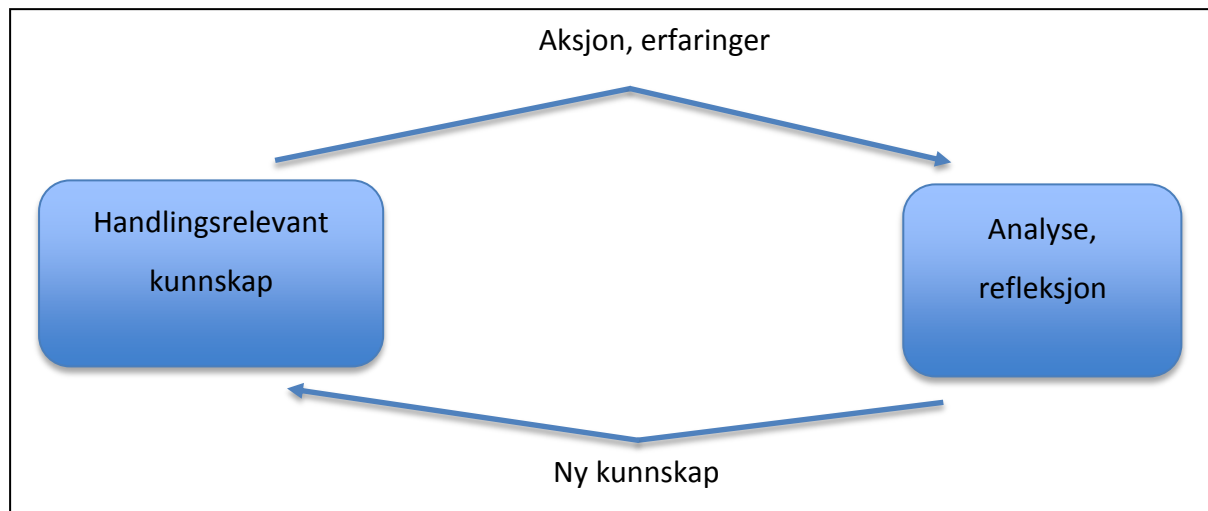 Aksjon, erfaringer
Handlingsrelevant
kunnskap
Analyse,
refleksjon
Ny kunnskap